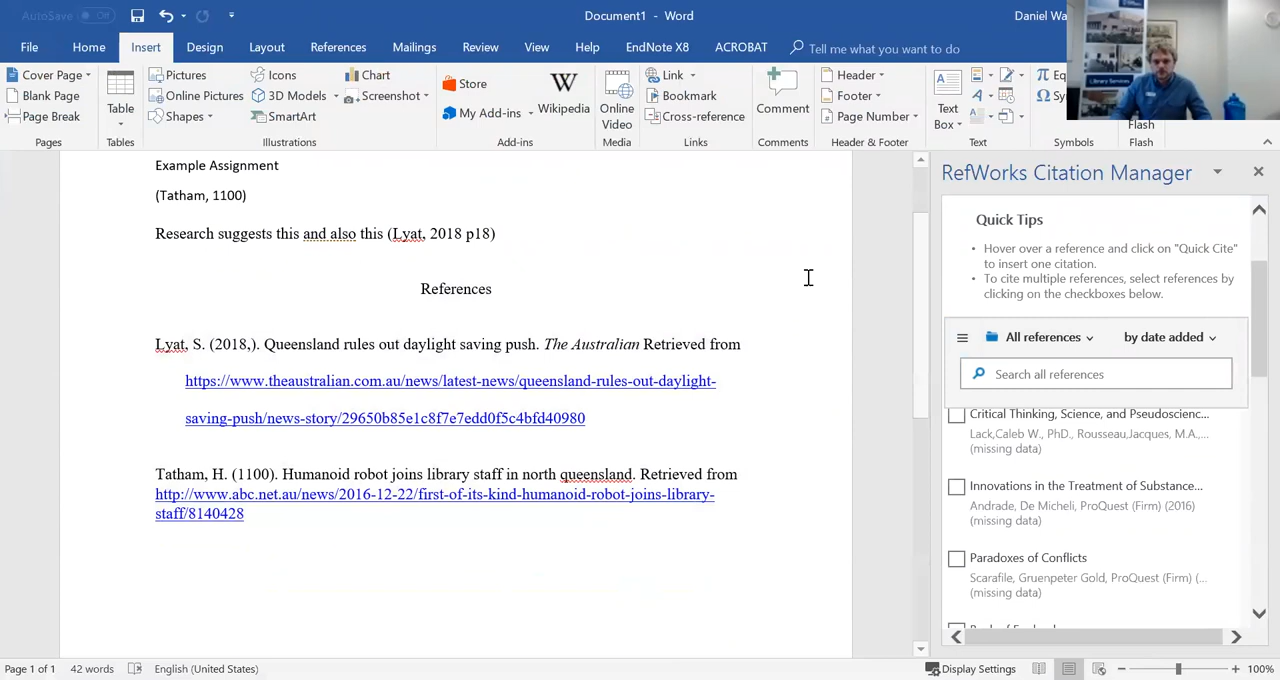 AutoSave Off
Document1 - Word
Daniel Wa
File Home Insert Design Layout References Mailings Review View Help EndNote X8 ACROBAT Tell me what you want to do
Cover Page
Blank Page
Page Break
Pages
Table
Tables
Pictures
Online Pictures
Shapes
Icons
3D Models
SmartArt
Chart
Screenshot
Illustrations
Store
My Add-ins
Wikipedia
Add-ins
Online
Video
Media
Link
Bookmark
Cross-reference
Links
Comment
Comments
Header
Footer
Page Number
Header & Footer
Text
Box
Text
Eq
Sy
Symbols
Flash
Flash
Library Services
Example Assignment
(Tatham, 1100)
Research suggests this and also this (Lyat, 2018 p18)
References
Lyat, S. (2018,). Queensland rules out daylight saving push. The Australian Retrieved from
https://www.theaustralian.com.au/news/latest-news/queensland-rules-out-daylight-
saving-push/news-story/29650b85e1c8f7e7edd0f5c4bfd40980
Tatham, H. (1100). Humanoid robot joins library staff in north queensland. Retrieved from
http://www.abc.net.au/news/2016-12-22/first-of-its-kind-humanoid-robot-joins-library-
staff/8140428
RefWorks Citation Manager
Quick Tips
• Hover over a reference and click on "Quick Cite"
to insert one citation.
• To cite multiple references, select references by
clicking on the checkboxes below.
All references by date added
Search all references
Critical Thinking, Science, and Pseudoscienc...
Lack,Caleb W., PhD., Rousseau,Jacques, M.A.,...
(missing data)
Innovations in the Treatment of Substance...
Andrade, De Micheli, ProQuest (Firm) (2016)
(missing data)
Paradoxes of Conflicts
Scarafile, Gruenpeter Gold, ProQuest (Firm) (...
(missing data)
Page 1 of 1 42 words English (United States) Display Settings 100%